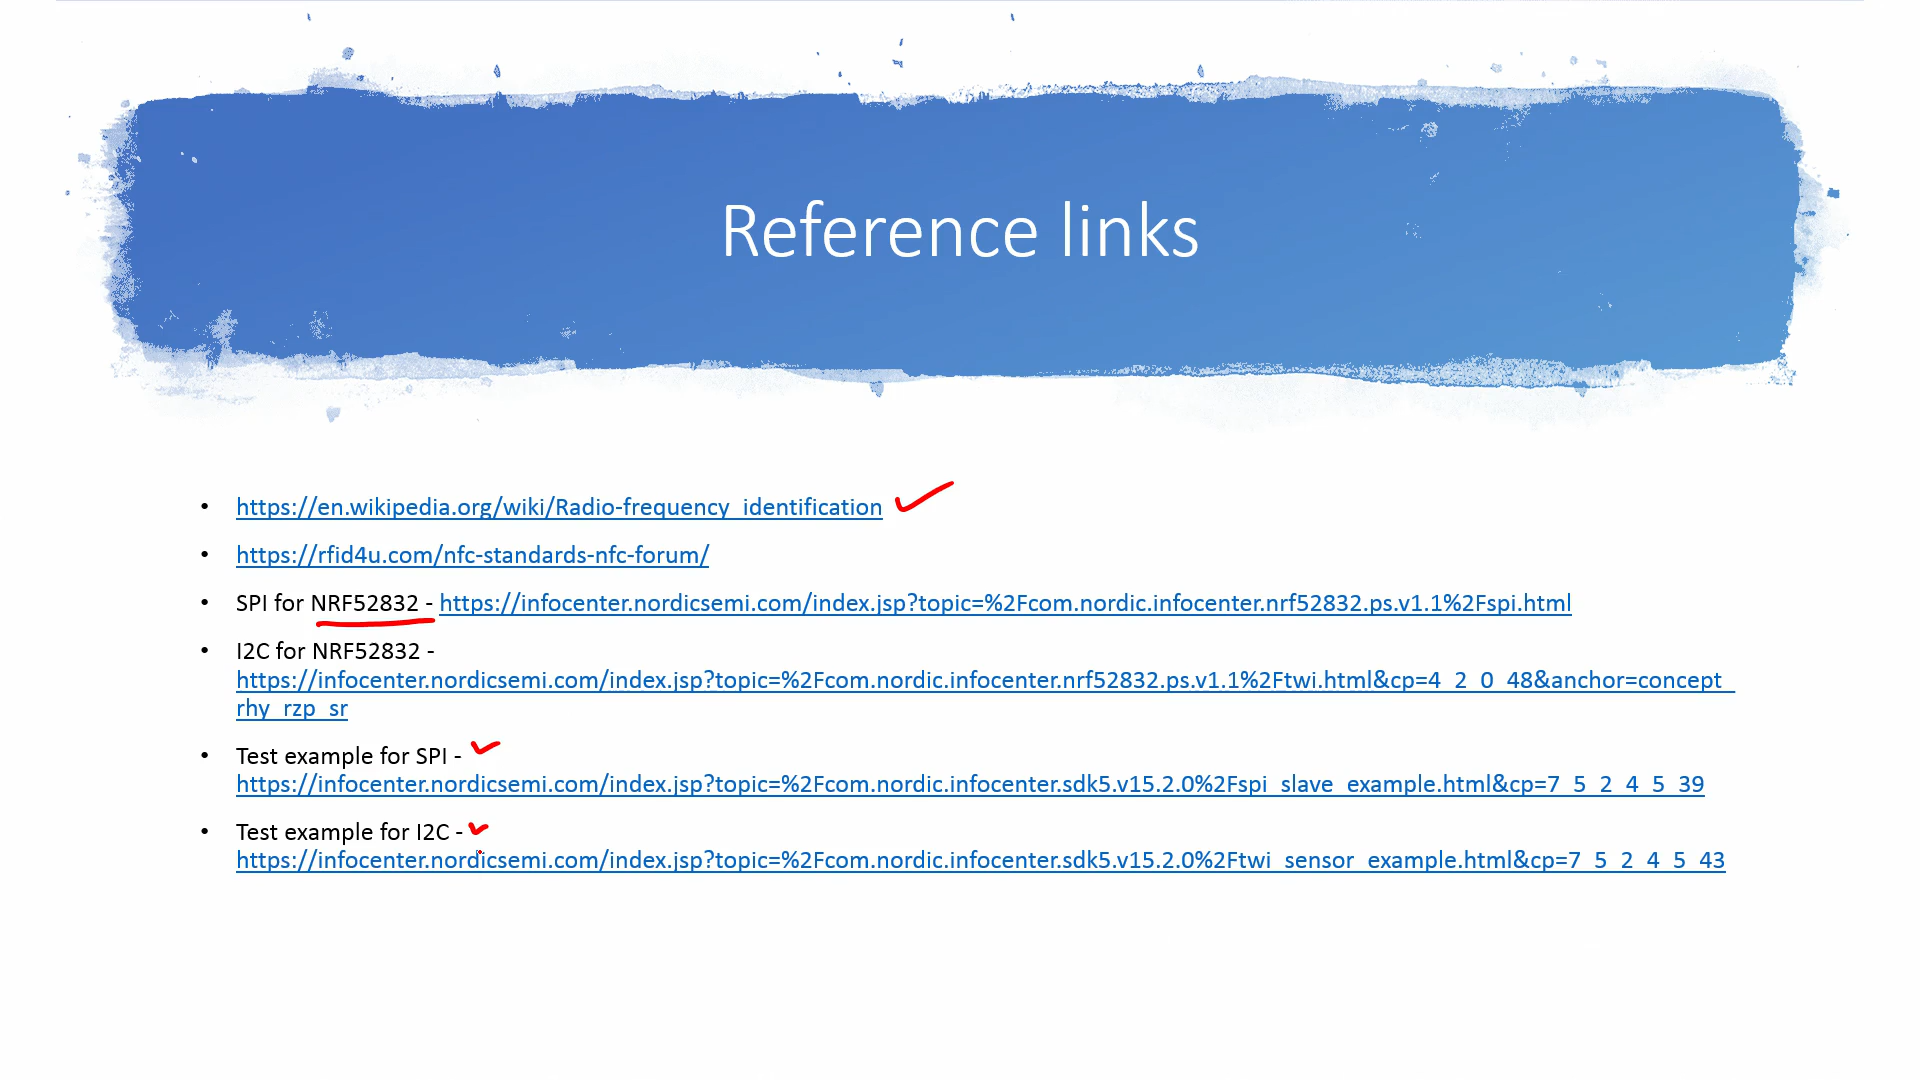 Reference links
• https://en.wikipedia.org/wiki/Radio-frequency_identification
• https://rfid4u.com/nfc-standards-nfc-forum/
• SPI for NRF52832 - https://infocenter.nordicsemi.com/index.jsp?topic=%2Fcom.nordic.infocenter.nrf52832.ps.v1.1%2Fspi.html
• I2C for NRF52832 -
https://infocenter.nordicsemi.com/index.jsp?topic=%2Fcom.nordic.infocenter.nrf52832.ps.v1.1%2Ftwi.html&cp=4_2_0_48&anchor=concept_
rhy_rzp_sr
• Test example for SPI -
https://infocenter.nordicsemi.com/index.jsp?topic=%2Fcom.nordic.infocenter.sdk5.v15.2.0%2Fspi_slave_example.html&cp=7_5_2_4_5_39
• Test example for I2C -
https://infocenter.nordicsemi.com/index.jsp?topic=%2Fcom.nordic.infocenter.sdk5.v15.2.0%2Ftwi_sensor_example.html&cp=7_5_2_4_5_43